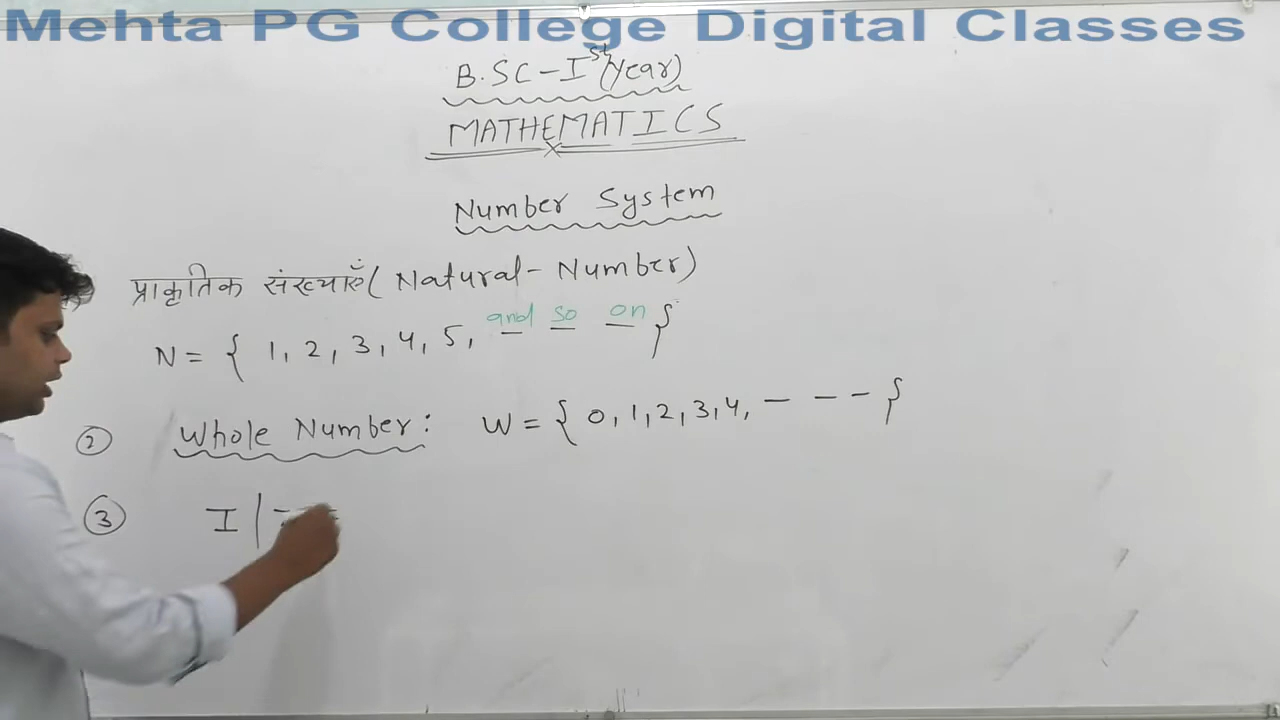 Mehta PG College Digital Classes
B.SC-Ist(year)
MATHEMATICS
Number System
प्राकृतिक संख्याएँ (Natural-Number)
and so on
N = { 1, 2, 3, 4, 5, — — — }
② Whole Number: W = { 0, 1, 2, 3, 4, — — — }
③ I |